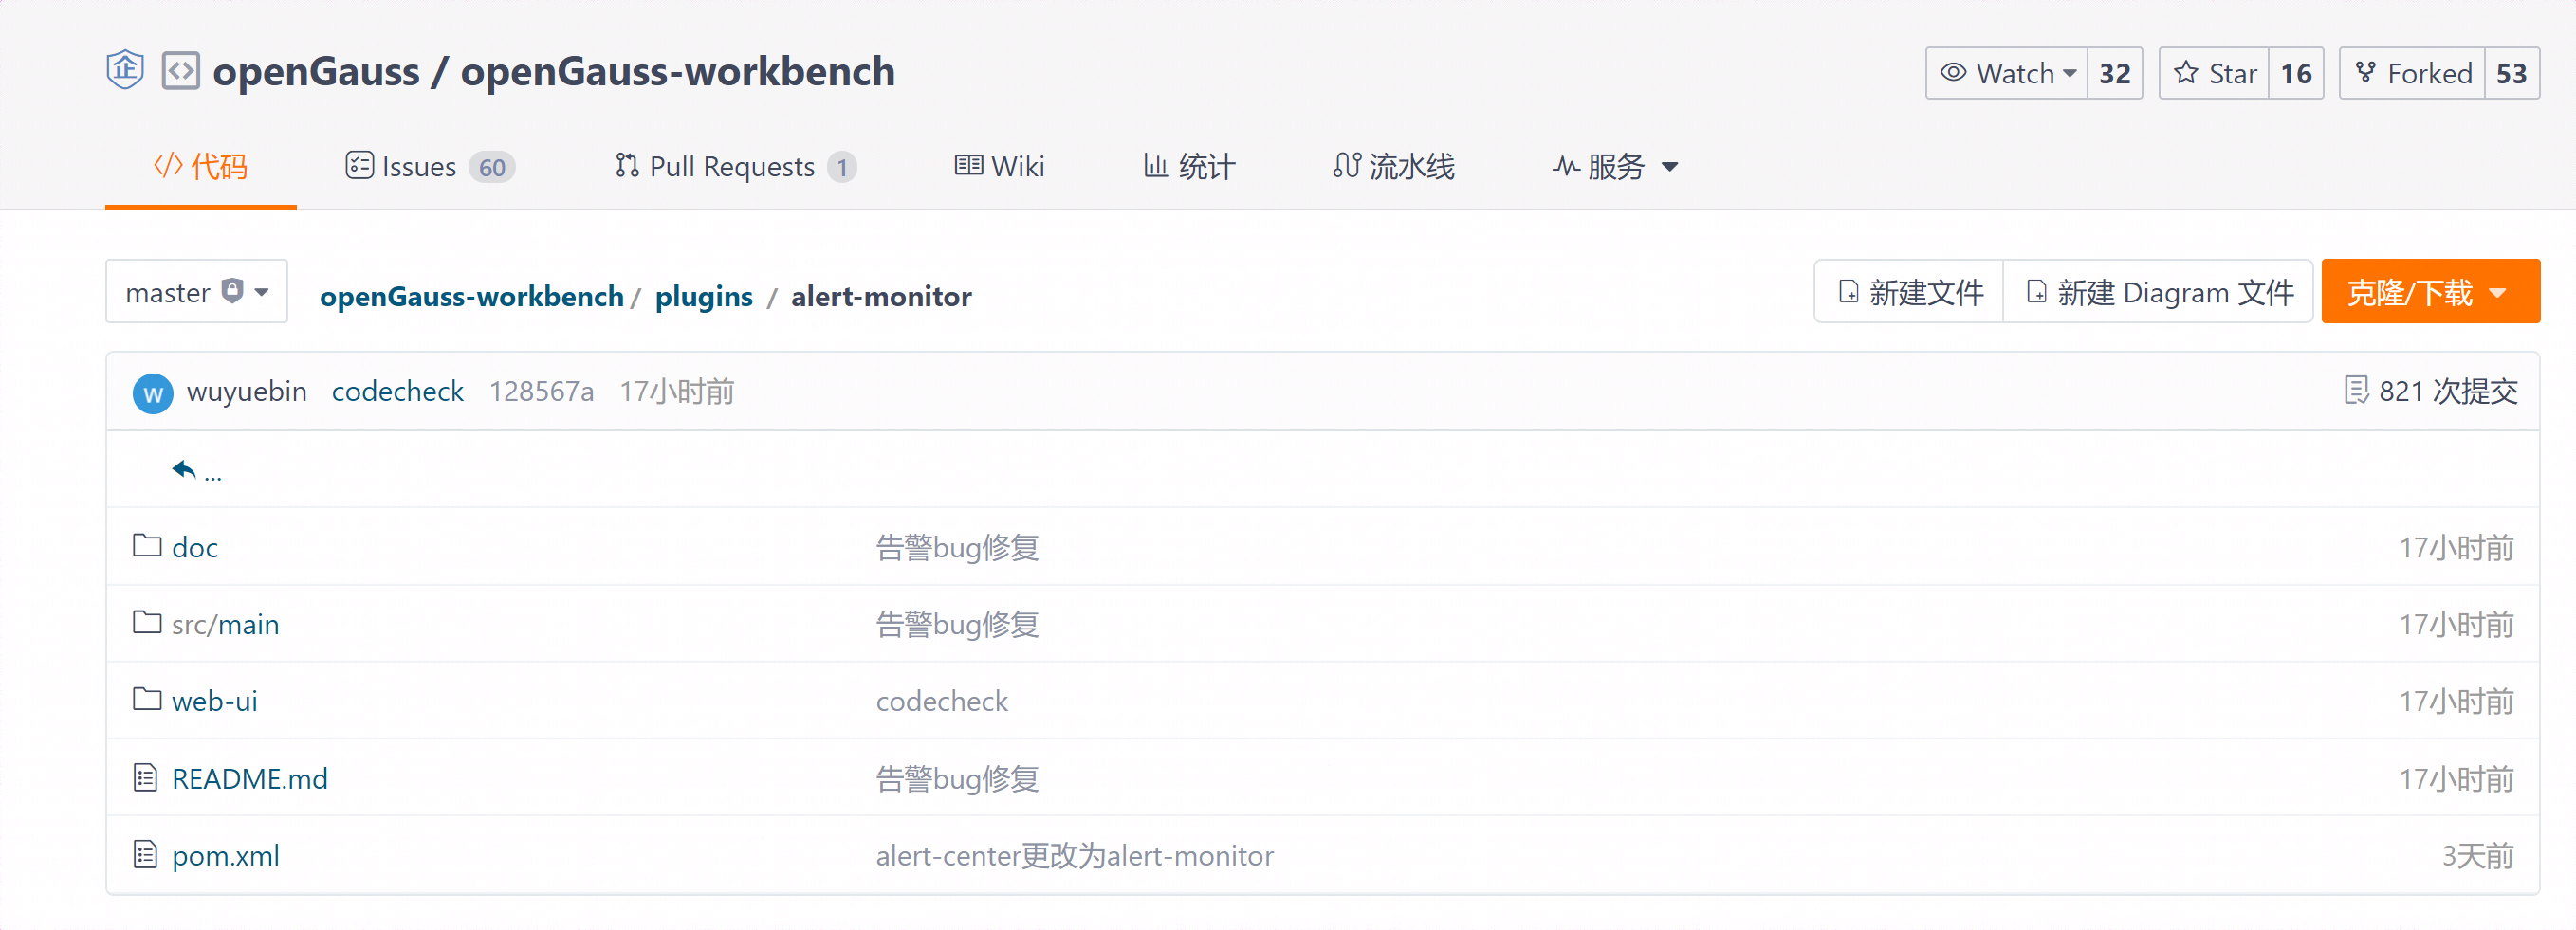 企 openGauss / openGauss-workbench Watch 32 Star 16 Forked 53
代码 Issues 60 Pull Requests 1 Wiki 统计 流水线 服务
master openGauss-workbench / plugins / alert-monitor 新建文件 新建 Diagram 文件 克隆/下载
W wuyuebin codecheck 128567a 17小时前 821 次提交
...
doc 告警bug修复 17小时前
src/main 告警bug修复 17小时前
web-ui codecheck 17小时前
README.md 告警bug修复 17小时前
pom.xml alert-center更改为alert-monitor 3天前